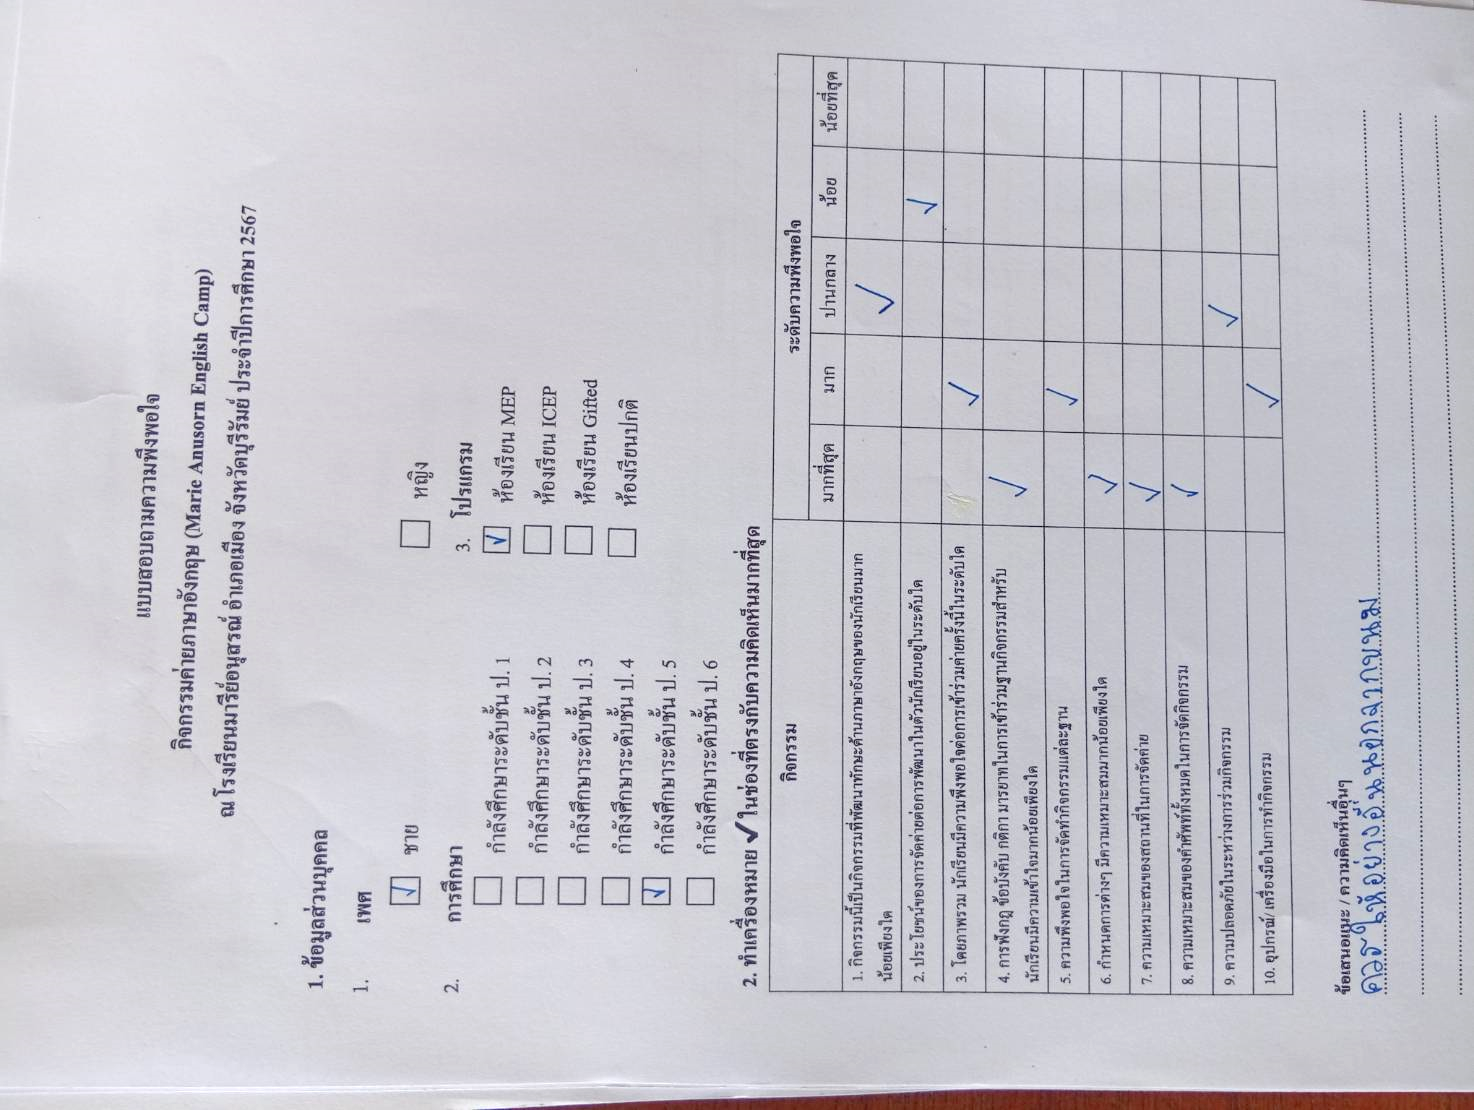 แบบสอบถามความพึงพอใจ
กิจกรรมค่ายภาษาอังกฤษ (Marie Anusorn English Camp)
ณ โรงเรียนมารีย์อนุสรณ์ อำเภอเมือง จังหวัดบุรีรัมย์ ประจำปีการศึกษา 2567
1. ข้อมูลส่วนบุคคล
1. เพศ
✓ ชาย
หญิง
2. การศึกษา
กำลังศึกษาระดับชั้น ป. 1
กำลังศึกษาระดับชั้น ป. 2
กำลังศึกษาระดับชั้น ป. 3
กำลังศึกษาระดับชั้น ป. 4
✓ กำลังศึกษาระดับชั้น ป. 5
กำลังศึกษาระดับชั้น ป. 6
3. โปรแกรม
✓ ห้องเรียน MEP
ห้องเรียน ICEP
ห้องเรียน Gifted
ห้องเรียนปกติ
2. ทำเครื่องหมาย ✓ ในช่องที่ตรงกับความคิดเห็นมากที่สุด
กิจกรรม
ระดับความพึงพอใจ
มากที่สุด มาก ปานกลาง น้อย น้อยที่สุด
1. กิจกรรมนี้เป็นกิจกรรมที่พัฒนาทักษะด้านภาษาอังกฤษของนักเรียนมาก
น้อยเพียงใด ✓
2. ประโยชน์ของการจัดค่ายต่อการพัฒนาในตัวนักเรียนอยู่ในระดับใด ✓
3. โดยภาพรวม นักเรียนมีความพึงพอใจต่อการเข้าร่วมค่ายครั้งนี้ในระดับใด ✓
4. การฟังกฎ ข้อบังคับ กติกา มารยาทในการเข้าร่วมฐานกิจกรรมสำหรับ
นักเรียนมีความเข้าใจมากน้อยเพียงใด ✓
5. ความพึงพอใจในการจัดทำกิจกรรมแต่ละฐาน ✓
6. กำหนดการต่างๆ มีความเหมาะสมมากน้อยเพียงใด ✓
7. ความเหมาะสมของสถานที่ในการจัดค่าย ✓
8. ความเหมาะสมของคำศัพท์ทั้งหมดในการจัดกิจกรรม ✓
9. ความปลอดภัยในระหว่างการร่วมกิจกรรม ✓
10. อุปกรณ์/ เครื่องมือในการทำกิจกรรม ✓
ข้อเสนอแนะ / ความคิดเห็นอื่นๆ
ควรให้อย่างอื่นนอกจากขนม